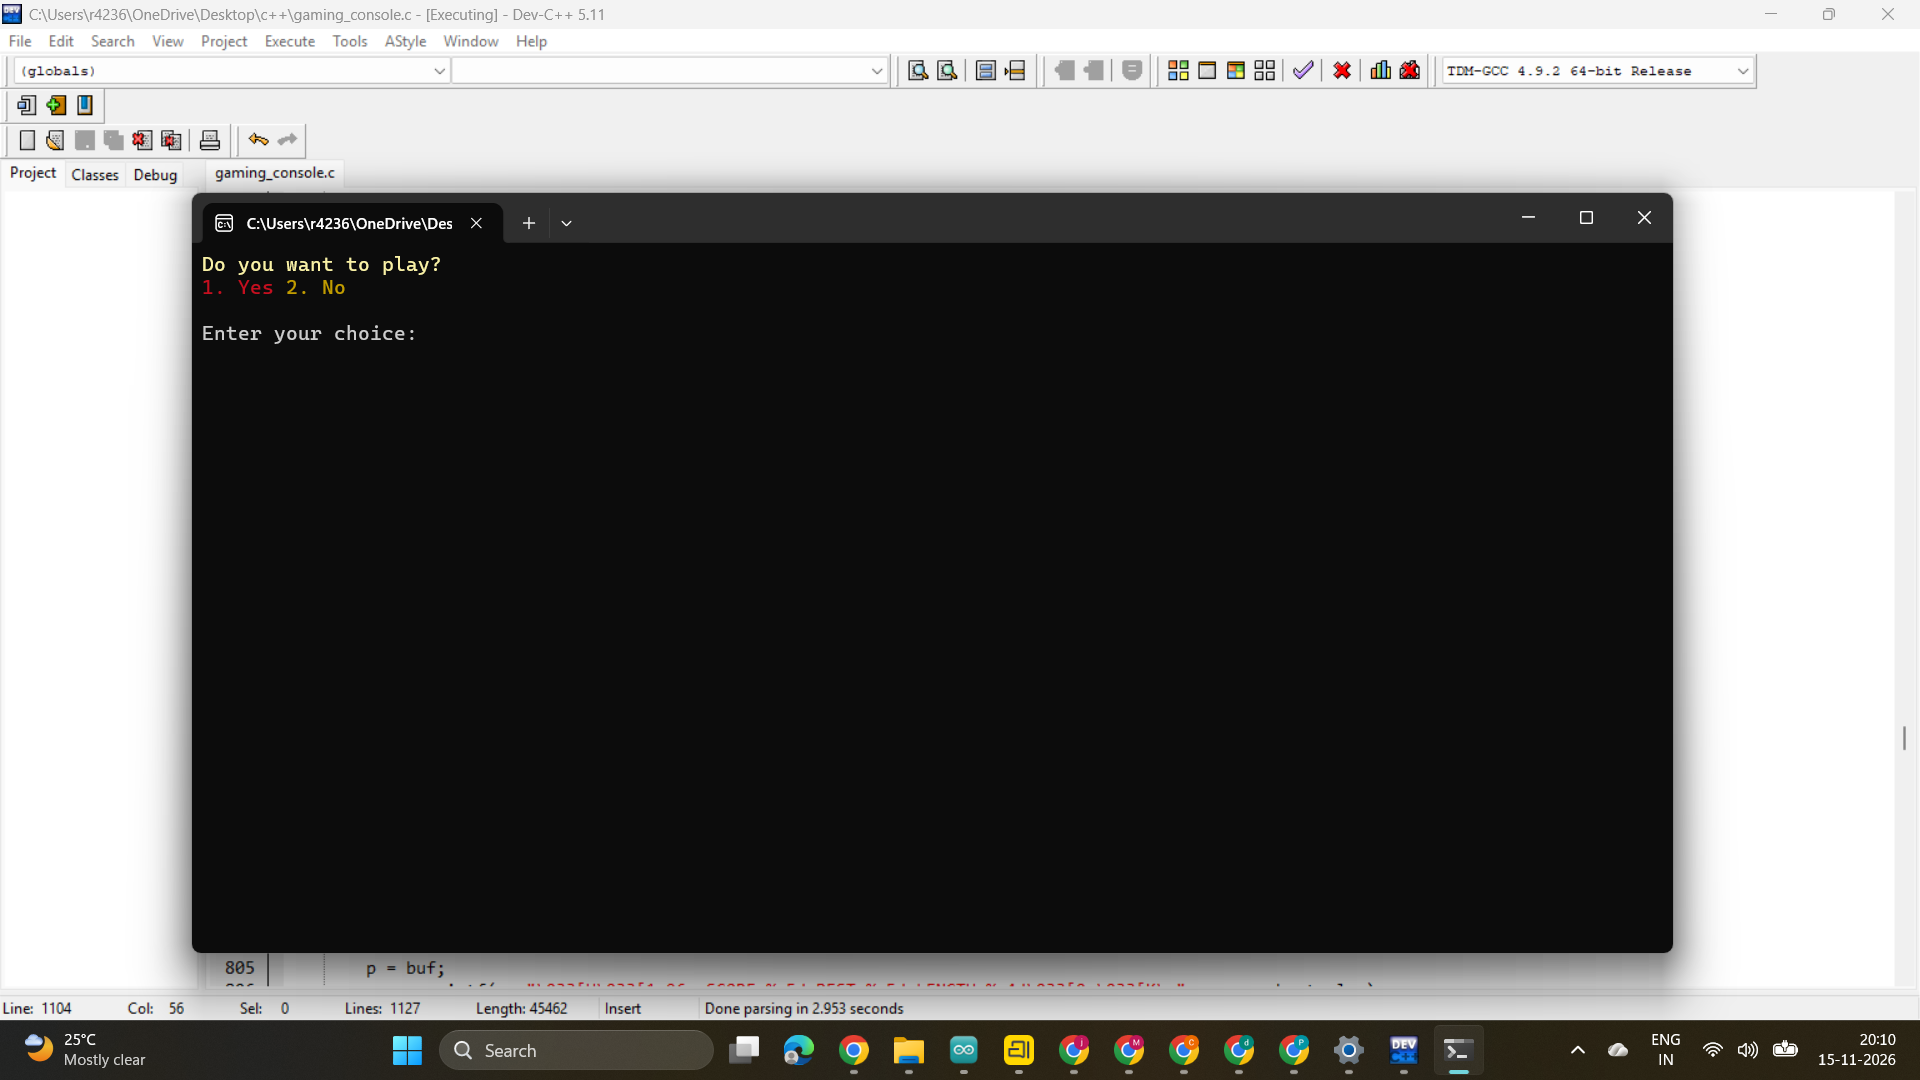 C:\Users\r4236\OneDrive\Desktop\c++\gaming_console.c - [Executing] - Dev-C++ 5.11
File Edit Search View Project Execute Tools AStyle Window Help
(globals)
TDM-GCC 4.9.2 64-bit Release
Project Classes Debug
gaming_console.c
C:\Users\r4236\OneDrive\Des
Do you want to play?
1. Yes 2. No
Enter your choice:
805 p = buf;
Line: 1104 Col: 56 Sel: 0 Lines: 1127 Length: 45462 Insert Done parsing in 2.953 seconds
25°C
Mostly clear
Search
ENG
IN
20:10
15-11-2026